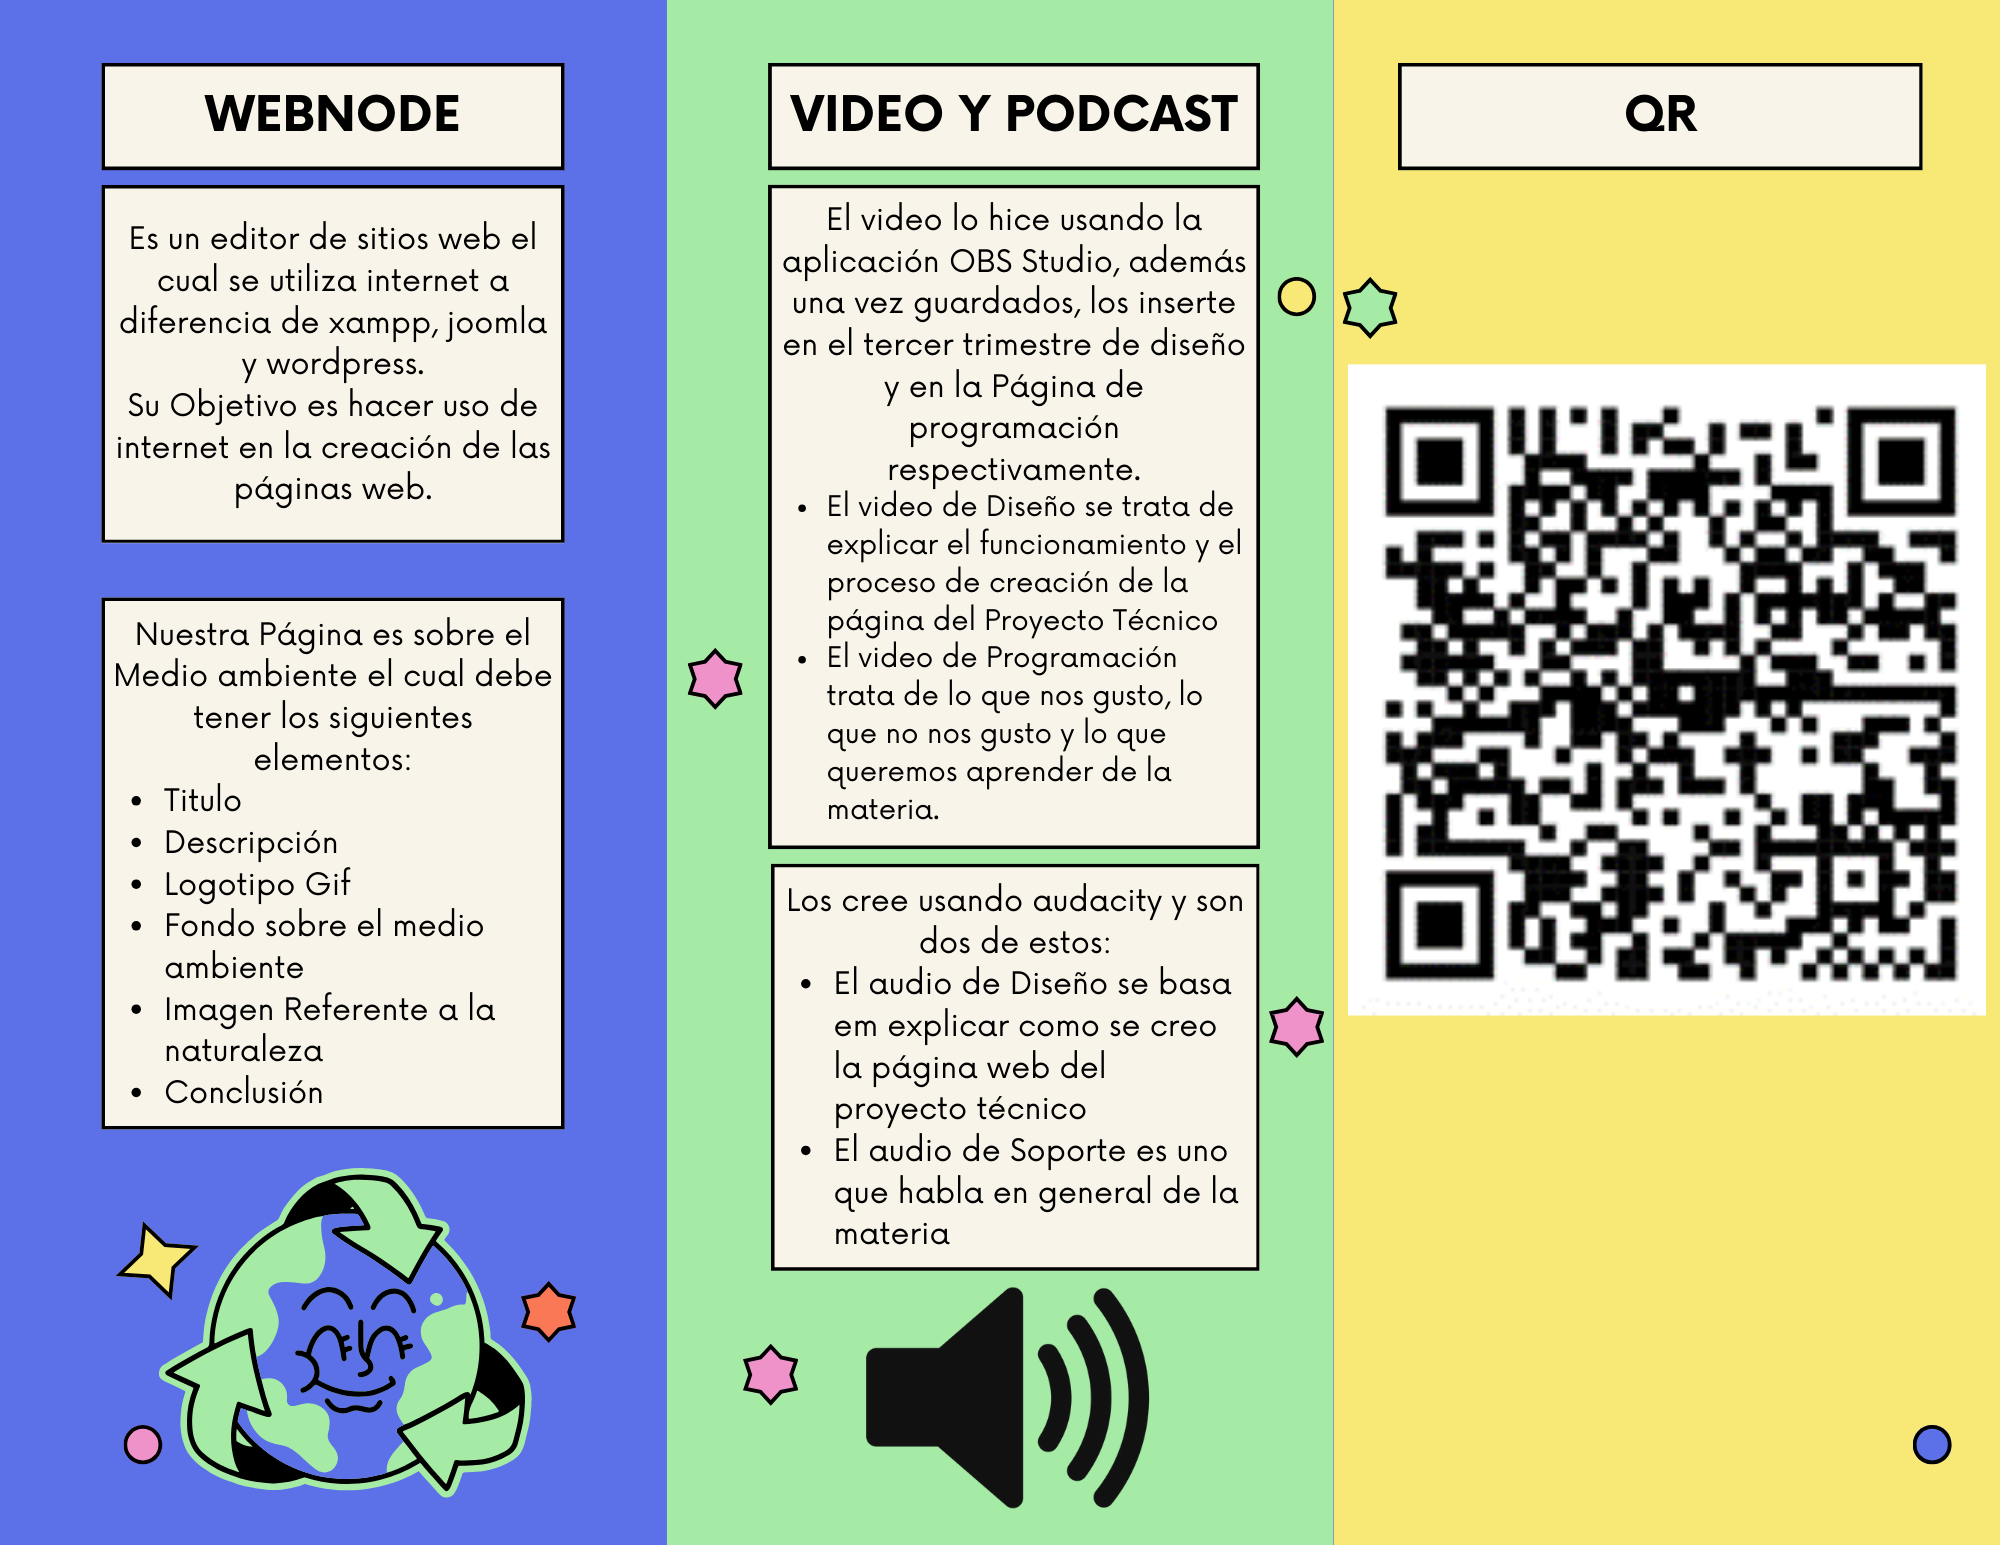 WEBNODE
Es un editor de sitios web el
cual se utiliza internet a
diferencia de xampp, joomla
y wordpress.
Su Objetivo es hacer uso de
internet en la creación de las
páginas web.
Nuestra Página es sobre el
Medio ambiente el cual debe
tener los siguientes
elementos:
• Titulo
• Descripción
• Logotipo Gif
• Fondo sobre el medio
ambiente
• Imagen Referente a la
naturaleza
• Conclusión
VIDEO Y PODCAST
El video lo hice usando la
aplicación OBS Studio, además
una vez guardados, los inserte
en el tercer trimestre de diseño
y en la Página de
programación
respectivamente.
• El video de Diseño se trata de
explicar el funcionamiento y el
proceso de creación de la
página del Proyecto Técnico
• El video de Programación
trata de lo que nos gusto, lo
que no nos gusto y lo que
queremos aprender de la
materia.
Los cree usando audacity y son
dos de estos:
• El audio de Diseño se basa
em explicar como se creo
la página web del
proyecto técnico
• El audio de Soporte es uno
que habla en general de la
materia
QR